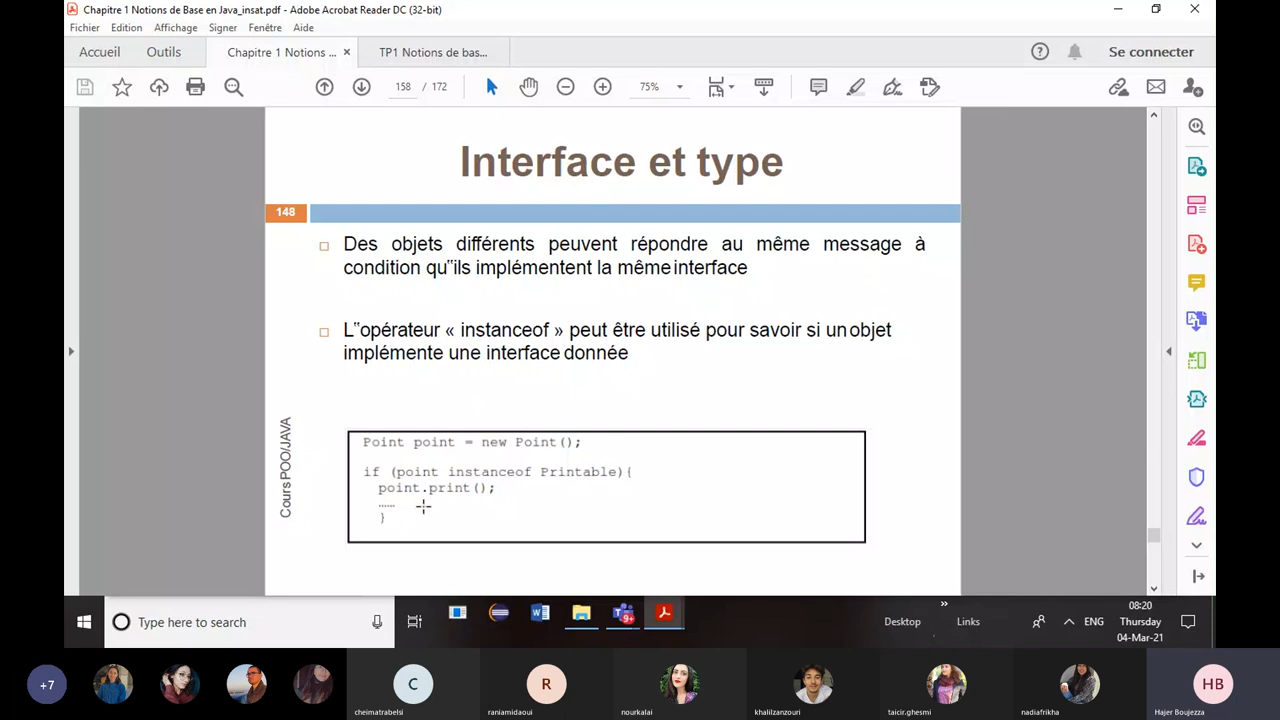 Chapitre 1 Notions de Base en Java_insat.pdf - Adobe Acrobat Reader DC (32-bit)
Fichier Edition Affichage Signer Fenêtre Aide
Accueil Outils Chapitre 1 Notions ... × TP1 Notions de bas... Se connecter
158 / 172 75%
Interface et type
148
Des objets différents peuvent répondre au même message à
condition qu‟ils implémentent la même interface
L‟opérateur « instanceof » peut être utilisé pour savoir si un objet
implémente une interface donnée
Cours POO/JAVA
Point point = new Point();
if (point instanceof Printable){
point.print();
......
}
Type here to search 9+ Desktop » Links ENG
08:20
Thursday
04-Mar-21
+7 C R HB
cheimatrabelsi raniamidaoui nourkalai khalilzanzouri taicir.ghesmi nadiafrikha Hajer Boujezza